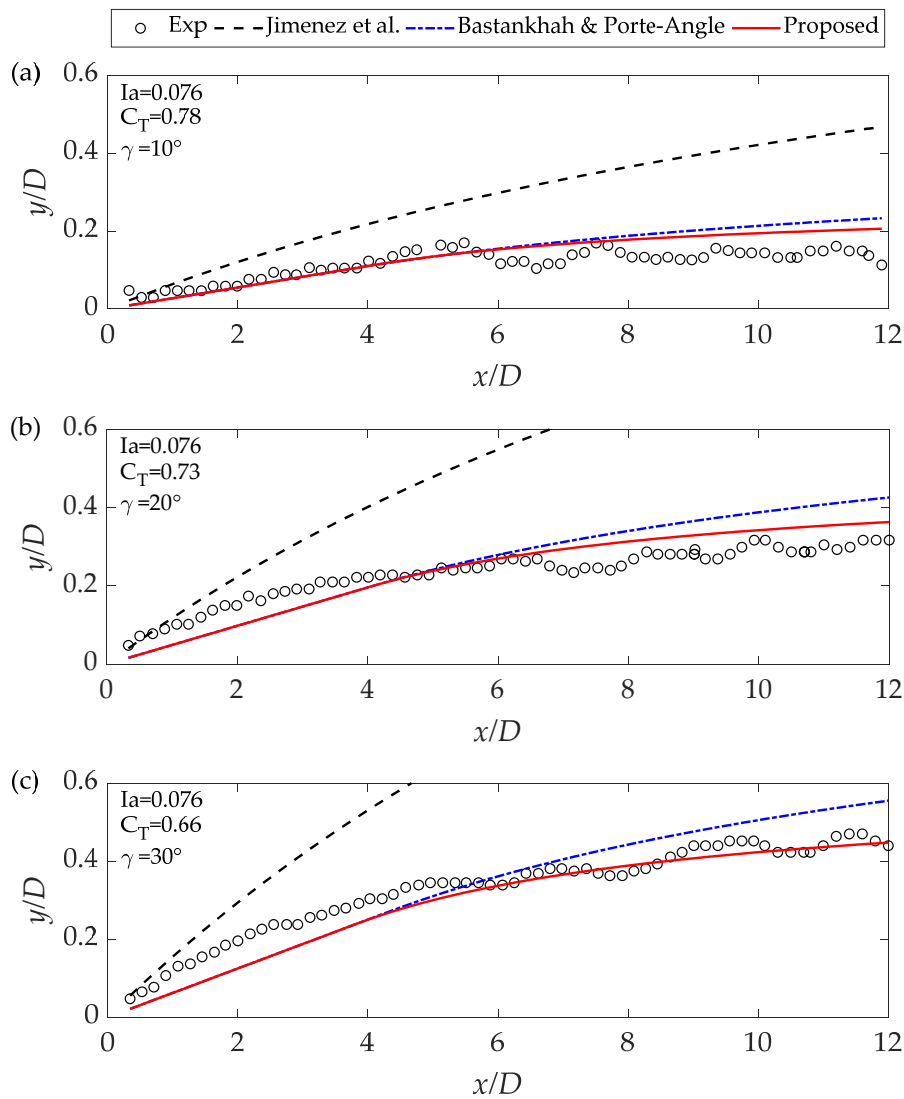 Exp Jimenez et al. Bastankhah & Porte-Angle Proposed
(a)
Ia=0.076
C_T=0.78
γ =10°
0.6
0.4
0.2
0
y/D
0 2 4 6 8 10 12
x/D
(b)
Ia=0.076
C_T=0.73
γ =20°
0.6
0.4
0.2
0
y/D
0 2 4 6 8 10 12
x/D
(c)
Ia=0.076
C_T=0.66
γ =30°
0.6
0.4
0.2
0
y/D
0 2 4 6 8 10 12
x/D